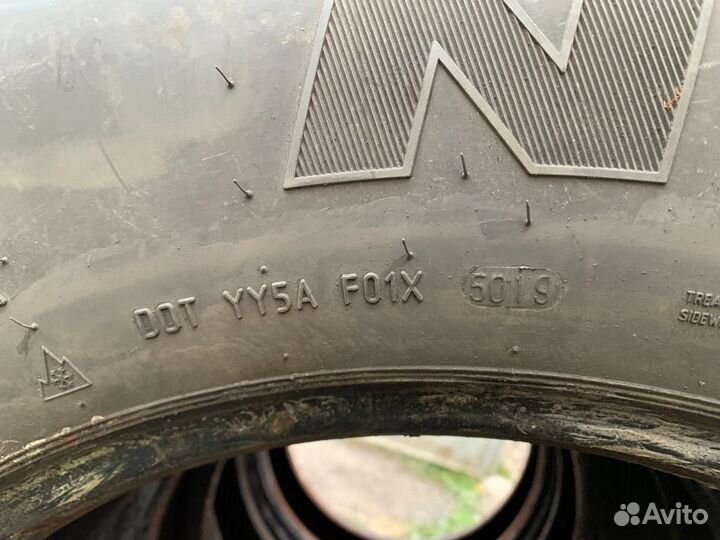 N
DOT YY5A F01X 5019
TREA
SIDEW
Avito